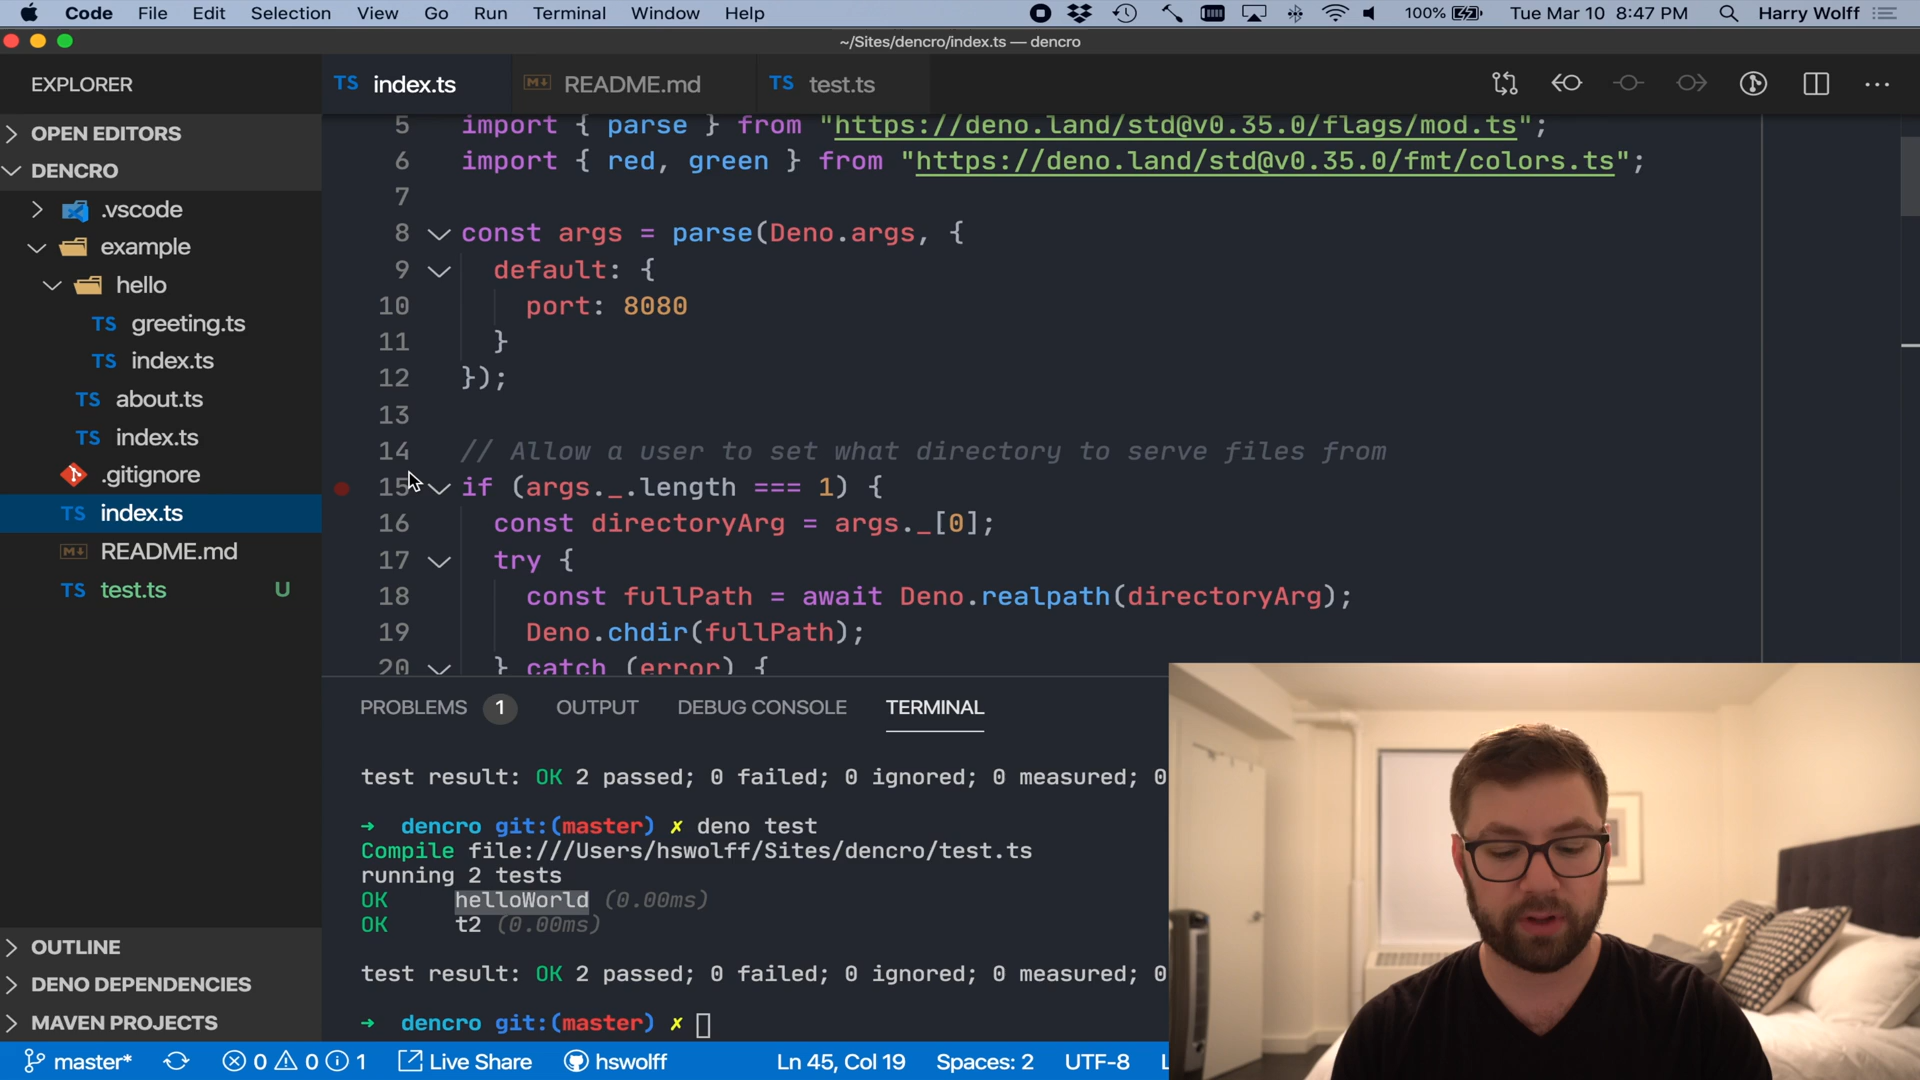 Code File Edit Selection View Go Run Terminal Window Help 100% Tue Mar 10 8:47 PM Harry Wolff
~/Sites/dencro/index.ts — dencro
EXPLORER
OPEN EDITORS
DENCRO
.vscode
example
hello
TS greeting.ts
TS index.ts
TS about.ts
TS index.ts
.gitignore
TS index.ts
README.md
TS test.ts U
OUTLINE
DENO DEPENDENCIES
MAVEN PROJECTS
TS index.ts README.md TS test.ts
5 import { parse } from "https://deno.land/std@v0.35.0/flags/mod.ts";
6 import { red, green } from "https://deno.land/std@v0.35.0/fmt/colors.ts";
7
8 const args = parse(Deno.args, {
9 default: {
10 port: 8080
11 }
12 });
13
14 // Allow a user to set what directory to serve files from
15 if (args._.length === 1) {
16 const directoryArg = args._[0];
17 try {
18 const fullPath = await Deno.realpath(directoryArg);
19 Deno.chdir(fullPath);
20 } catch (error) {
PROBLEMS 1 OUTPUT DEBUG CONSOLE TERMINAL
test result: OK 2 passed; 0 failed; 0 ignored; 0 measured; 0
➜ dencro git:(master) ✗ deno test
Compile file:///Users/hswolff/Sites/dencro/test.ts
running 2 tests
OK helloWorld (0.00ms)
OK t2 (0.00ms)
test result: OK 2 passed; 0 failed; 0 ignored; 0 measured; 0
➜ dencro git:(master) ✗
master* 0 0 1 Live Share hswolff Ln 45, Col 19 Spaces: 2 UTF-8 L